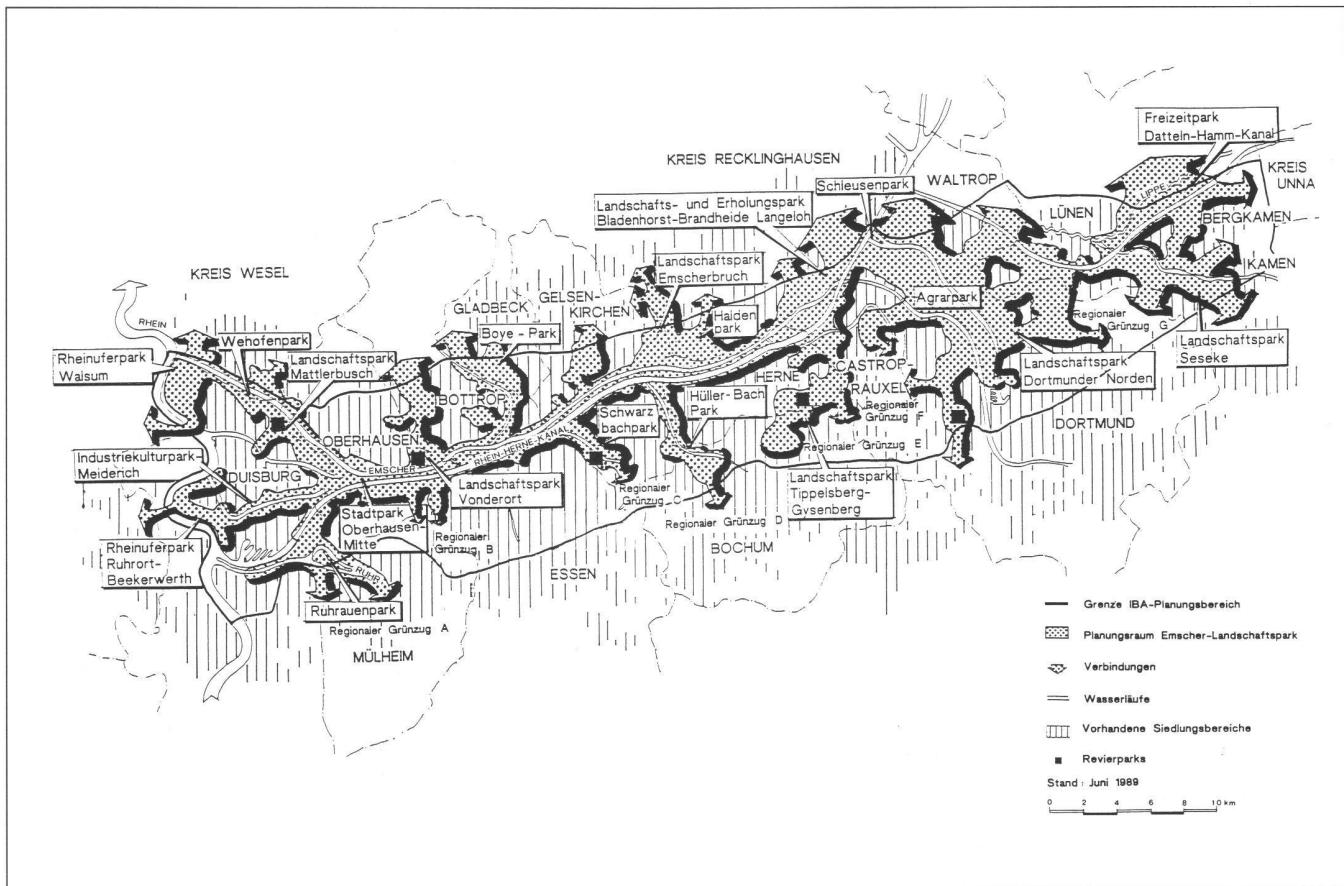 Freizeitpark
Datteln-Hamm-Kanal
KREIS RECKLINGHAUSEN
KREIS
UNNA
Schleusenpark
WALTROP
LIPPE
Landschafts- und Erholungspark
Bladenhorst-Brandheide Langeloh
LÜNEN
BERGKAMEN
KREIS WESEL
Landschaftspark
Emscherbruch
KAMEN
GELSEN-
KIRCHEN
GLADBECK
Agrarpark
RHEIN
Boye - Park
Halden
park
Regionaler
Grünzug G
Wehofenpark
Rheinuferpark
Walsum
Landschaftspark
Mattlerbusch
Landschaftspark
Dortmunder Norden
Landschaftspark
Seseke
HERNE
CASTROP-
RAUXEL
BOTTROP
Hüller-Bach
Park
Schwarz
bachpark
Regionaler
Grünzug F
OBERHAUSEN
RHEIN-HERNE-KANAL
DORTMUND
Regionaler Grünzug E
Industriekulturpark-
Meiderich
DUISBURG
EMSCHER
Landschaftspark
Vonderort
Landschaftspark
Tippelsberg-
Gysenberg
Regionaler
Grünzug C
Stadtpark
Oberhausen-
Mitte
Regionaler
Grünzug B
Regionaler Grünzug D
BOCHUM
Rheinuferpark
Ruhrort-
Beekerwerth
ESSEN
RUHR
Ruhrauenpark
Regionaler Grünzug A
MÜLHEIM
Grenze IBA-Planungsbereich
Planungsraum Emscher-Landschaftspark
Verbindungen
Wasserläufe
Vorhandene Siedlungsbereiche
Revierparks
Stand : Juni 1989
0 2 4 6 8 10 km